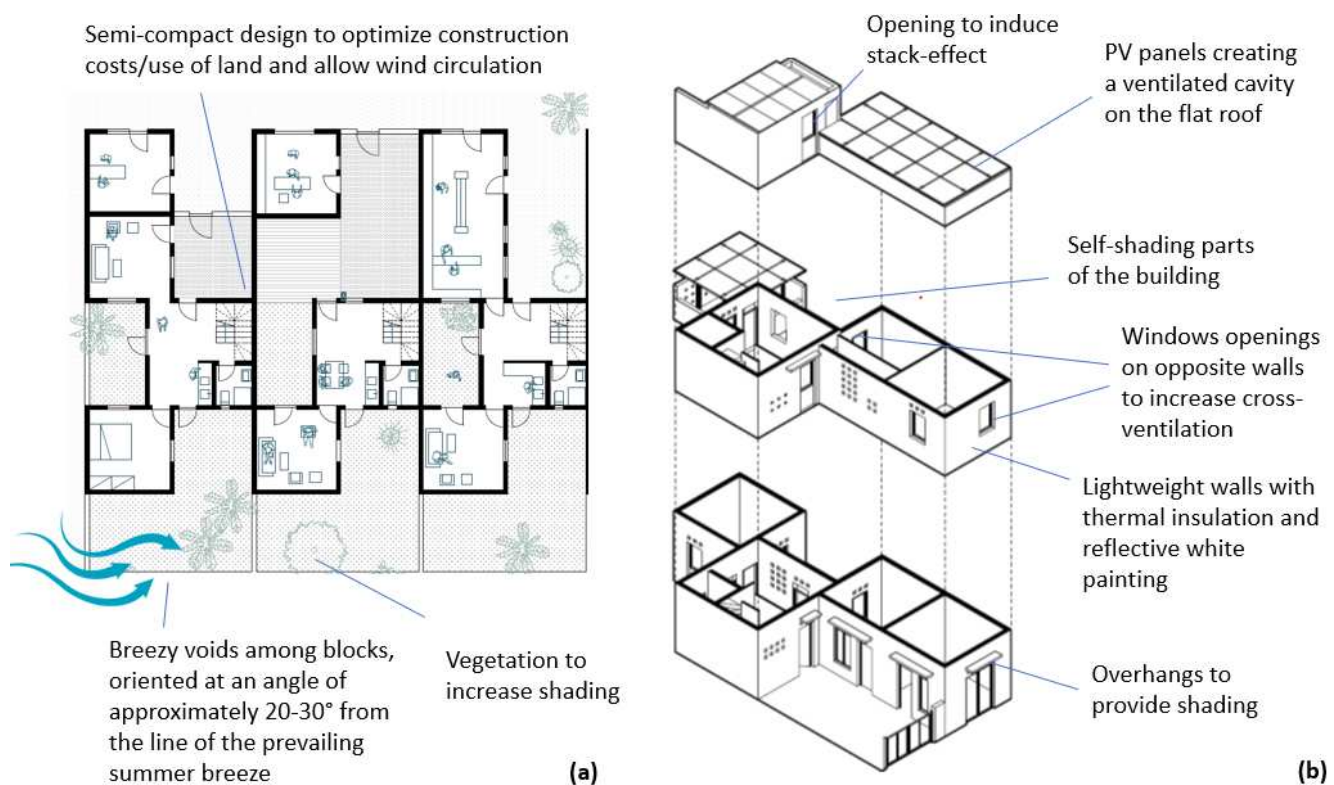 Semi-compact design to optimize construction
costs/use of land and allow wind circulation
Breezy voids among blocks,
oriented at an angle of
approximately 20-30° from
the line of the prevailing
summer breeze
Vegetation to
increase shading
(a)
Opening to induce
stack-effect
PV panels creating
a ventilated cavity
on the flat roof
Self-shading parts
of the building
Windows openings
on opposite walls
to increase cross-
ventilation
Lightweight walls with
thermal insulation and
reflective white
painting
Overhangs to
provide shading
(b)